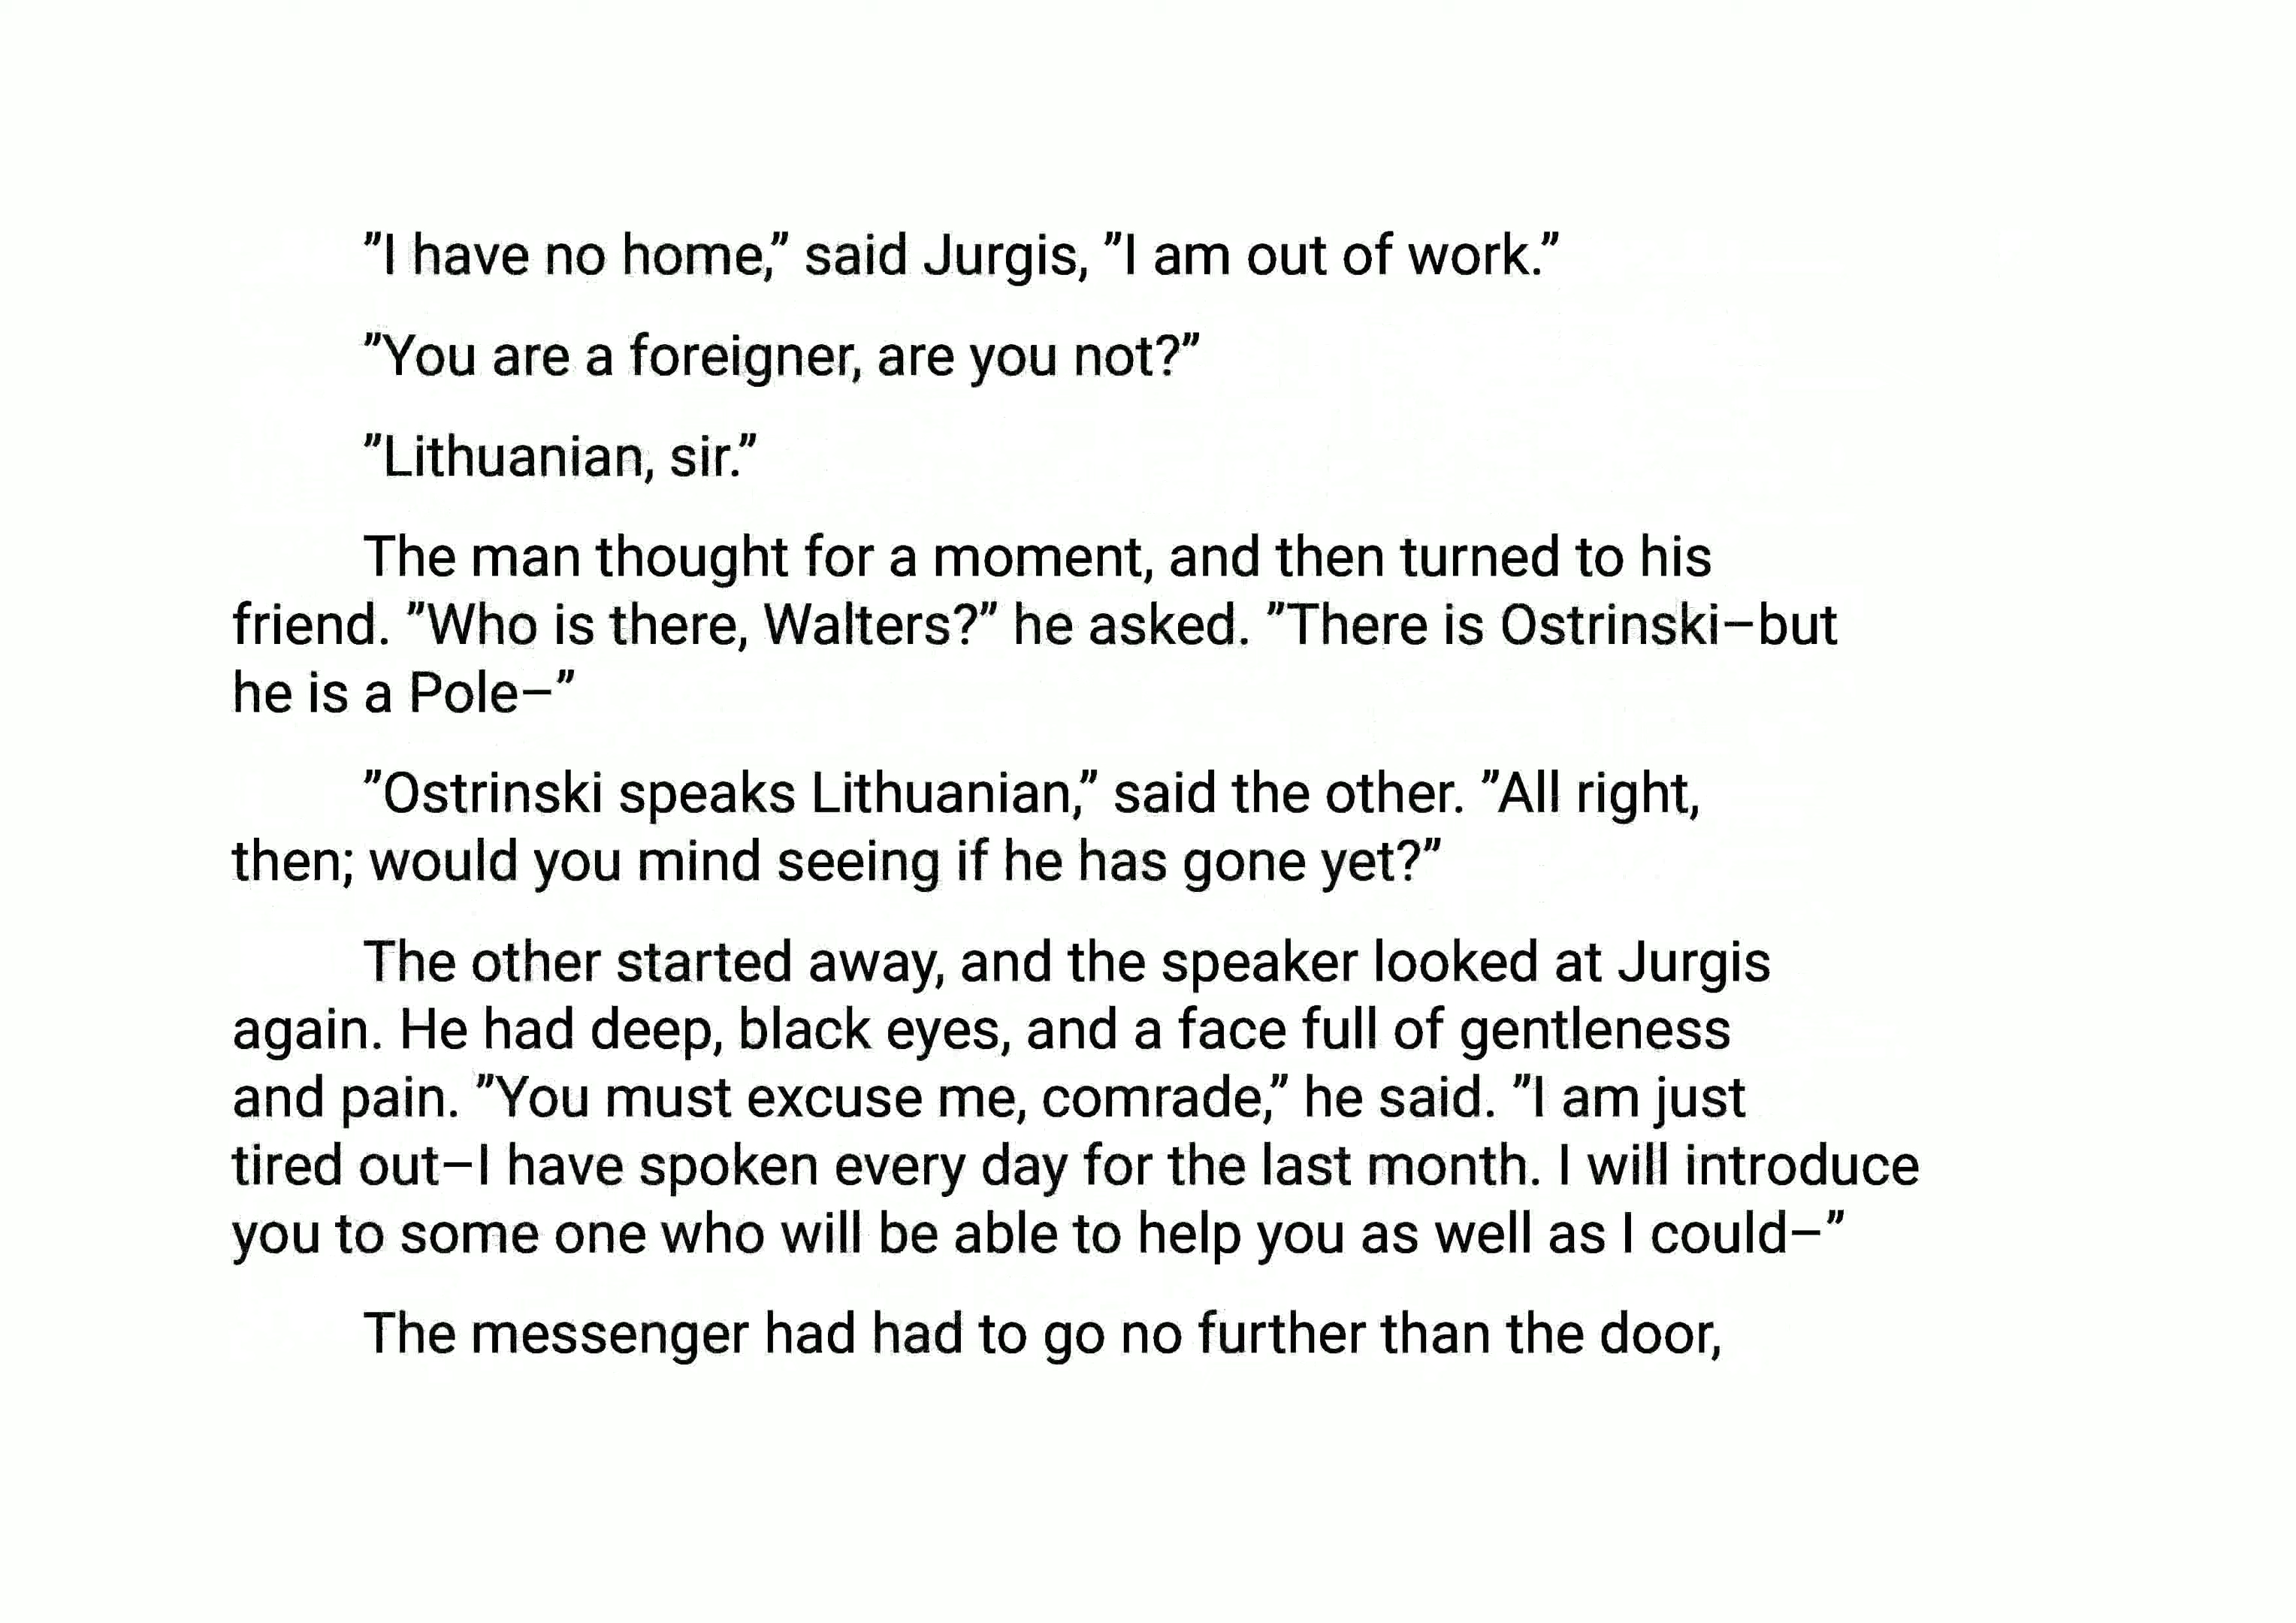 ”I have no home,” said Jurgis, ”I am out of work.”
”You are a foreigner, are you not?”
”Lithuanian, sir.”
The man thought for a moment, and then turned to his
friend. ”Who is there, Walters?” he asked. ”There is Ostrinski–but
he is a Pole–”
”Ostrinski speaks Lithuanian,” said the other. ”All right,
then; would you mind seeing if he has gone yet?”
The other started away, and the speaker looked at Jurgis
again. He had deep, black eyes, and a face full of gentleness
and pain. ”You must excuse me, comrade,” he said. ”I am just
tired out–I have spoken every day for the last month. I will introduce
you to some one who will be able to help you as well as I could–”
The messenger had had to go no further than the door,